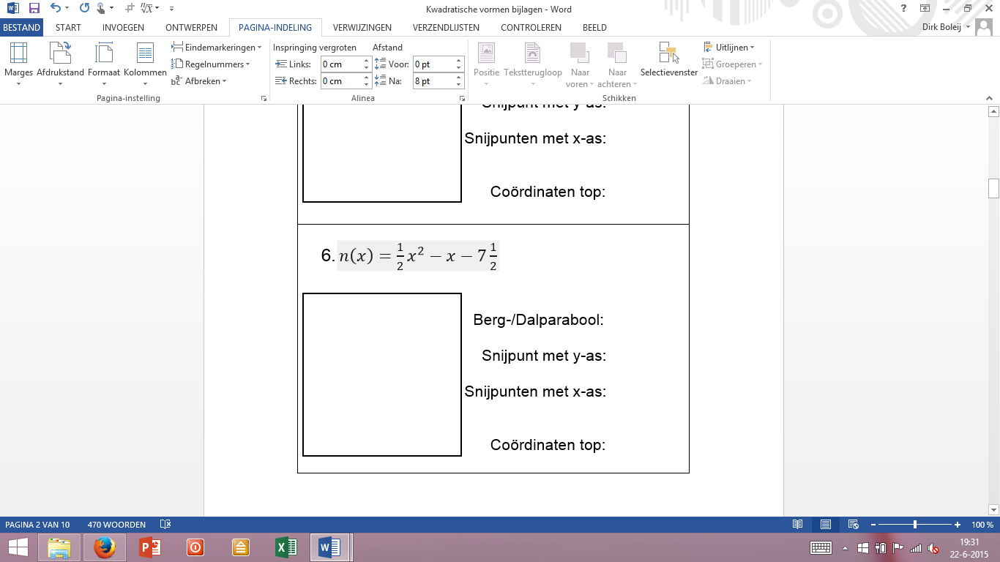 Kwadratische vormen bijlagen - Word
BESTAND START INVOEGEN ONTWERPEN PAGINA-INDELING VERWIJZINGEN VERZENDLIJSTEN CONTROLEREN BEELD Dirk Boleij
Marges Afdrukstand Formaat Kolommen
Eindemarkeringen
Regelnummers
Afbreken
Pagina-instelling
Inspringing vergroten Afstand
Links: 0 cm Voor: 0 pt
Rechts: 0 cm Na: 8 pt
Alinea
Positie Tekstterugloop Naar voren Naar achteren Selectievenster
Uitlijnen
Groeperen
Draaien
Schikken
Snijpunt met y-as:
Snijpunten met x-as:
Coördinaten top:
6. n(x) = 1/2 x² − x − 7 1/2
Berg-/Dalparabool:
Snijpunt met y-as:
Snijpunten met x-as:
Coördinaten top:
PAGINA 2 VAN 10 470 WOORDEN 100 %
19:31
22-6-2015